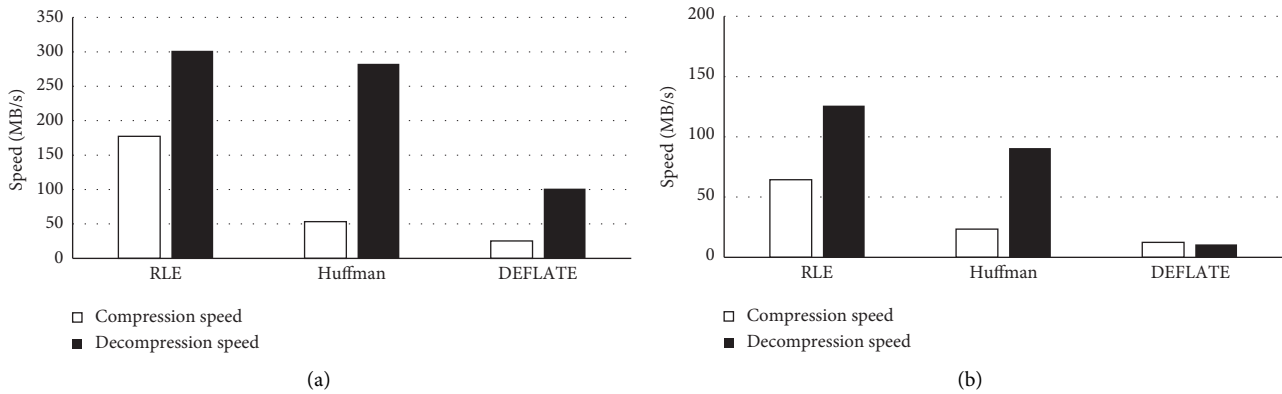 350
300
250
200
150
100
50
0
Speed (MB/s)
RLE Huffman DEFLATE
Compression speed
Decompression speed
(a)
200
150
100
50
0
Speed (MB/s)
RLE Huffman DEFLATE
Compression speed
Decompression speed
(b)